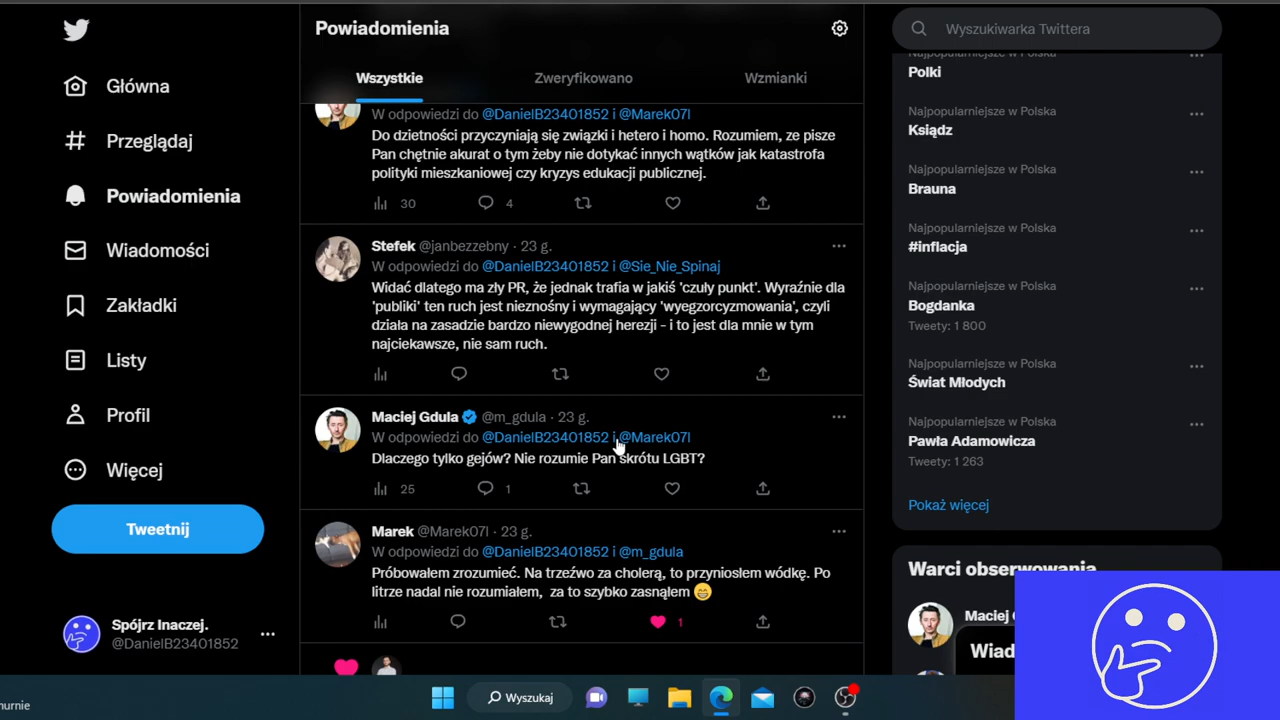 Główna
Przeglądaj
Powiadomienia
Wiadomości
Zakładki
Listy
Profil
Więcej
Tweetnij
Spójrz Inaczej.
@DanielB23401852
Powiadomienia
Wszystkie
Zweryfikowano
Wzmianki
W odpowiedzi do @DanielB23401852 i @Marek07l
Do dzietności przyczyniają się związki i hetero i homo. Rozumiem, ze pisze
Pan chętnie akurat o tym żeby nie dotykać innych wątków jak katastrofa
polityki mieszkaniowej czy kryzys edukacji publicznej.
30 4
Stefek @janbezzebny · 23 g.
W odpowiedzi do @DanielB23401852 i @Sie_Nie_Spinaj
Widać dlatego ma zły PR, że jednak trafia w jakiś 'czuły punkt'. Wyraźnie dla
'publiki' ten ruch jest nieznośny i wymagający 'wyegzorcyzmowania', czyli
działa na zasadzie bardzo niewygodnej herezji - i to jest dla mnie w tym
najciekawsze, nie sam ruch.
Maciej Gdula @m_gdula · 23 g.
W odpowiedzi do @DanielB23401852 i @Marek07l
Dlaczego tylko gejów? Nie rozumie Pan skrótu LGBT?
25 1
Marek @Marek07l · 23 g.
W odpowiedzi do @DanielB23401852 i @m_gdula
Próbowałem zrozumieć. Na trzeźwo za cholerą, to przyniosłem wódkę. Po
litrze nadal nie rozumiałem, za to szybko zasnąłem 😁
1
Wyszukiwarka Twittera
Najpopularniejsze w Polska
Polki
Najpopularniejsze w Polska
Ksiądz
Najpopularniejsze w Polska
Brauna
Najpopularniejsze w Polska
#inflacja
Najpopularniejsze w Polska
Bogdanka
Tweety: 1 800
Najpopularniejsze w Polska
Świat Młodych
Najpopularniejsze w Polska
Pawła Adamowicza
Tweety: 1 263
Pokaż więcej
Warci obserwowania
Maciej
Wiad
murnie
Wyszukaj